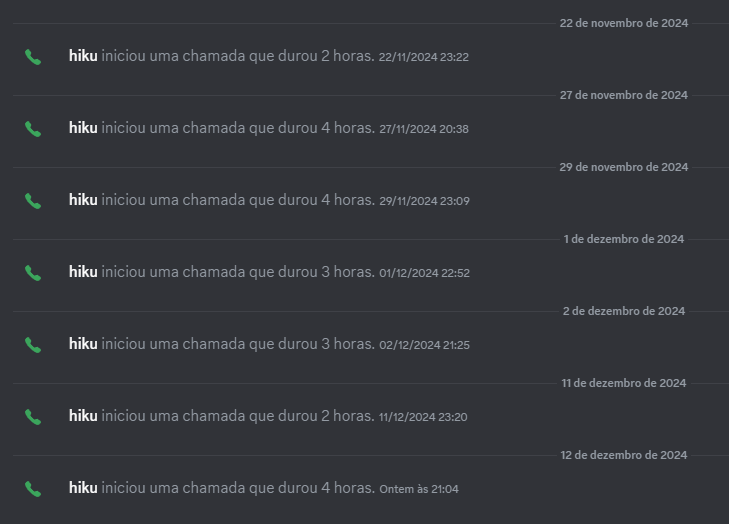 22 de novembro de 2024
hiku iniciou uma chamada que durou 2 horas. 22/11/2024 23:22
27 de novembro de 2024
hiku iniciou uma chamada que durou 4 horas. 27/11/2024 20:38
29 de novembro de 2024
hiku iniciou uma chamada que durou 4 horas. 29/11/2024 23:09
1 de dezembro de 2024
hiku iniciou uma chamada que durou 3 horas. 01/12/2024 22:52
2 de dezembro de 2024
hiku iniciou uma chamada que durou 3 horas. 02/12/2024 21:25
11 de dezembro de 2024
hiku iniciou uma chamada que durou 2 horas. 11/12/2024 23:20
12 de dezembro de 2024
hiku iniciou uma chamada que durou 4 horas. Ontem às 21:04